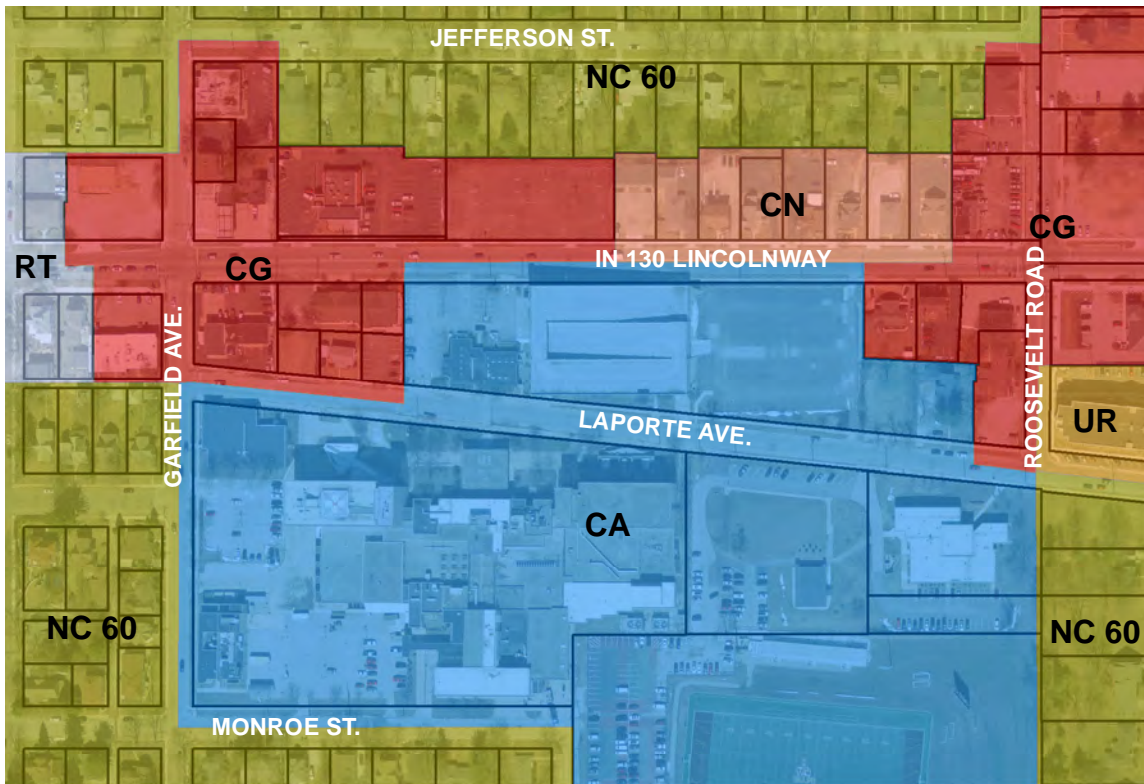 JEFFERSON ST.
NC 60
CN
CG
IN 130 LINCOLNWAY
RT
CG
ROOSEVELT ROAD
GARFIELD AVE.
LAPORTE AVE.
UR
CA
NC 60
NC 60
MONROE ST.